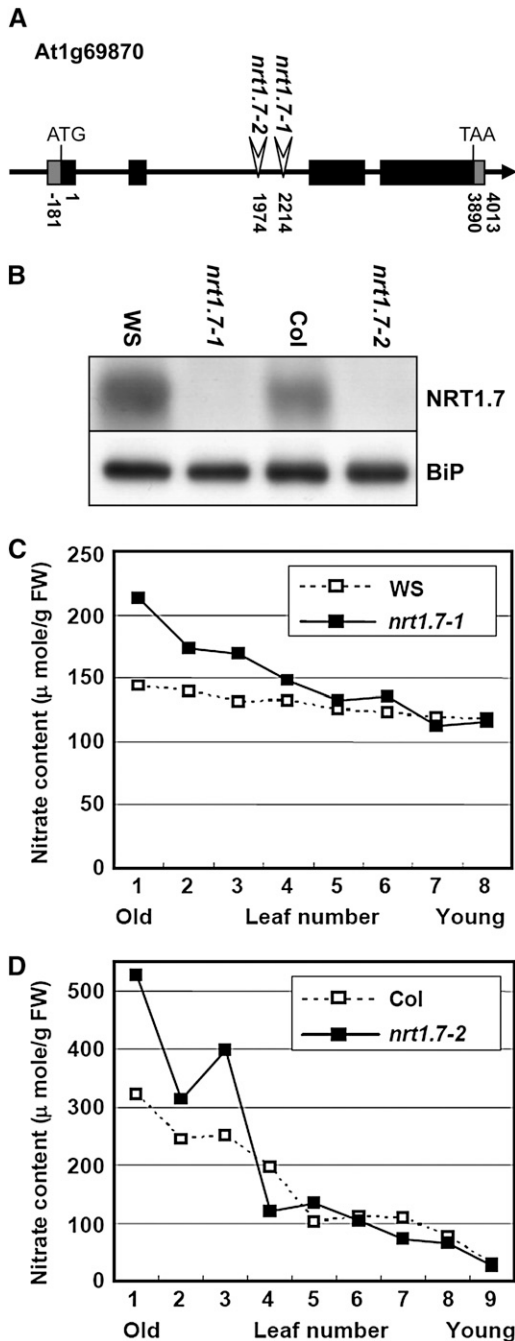 A
At1g69870
nrt1.7-2
nrt1.7-1
ATG
TAA
-181
1
1974
2214
3890
4013
B
WS
nrt1.7-1
Col
nrt1.7-2
NRT1.7
BiP
C
Nitrate content (μ mole/g FW)
250
200
150
100
50
0
WS
nrt1.7-1
1 2 3 4 5 6 7 8
Old Leaf number Young
D
Nitrate content (μ mole/g FW)
500
400
300
200
100
0
Col
nrt1.7-2
1 2 3 4 5 6 7 8 9
Old Leaf number Young